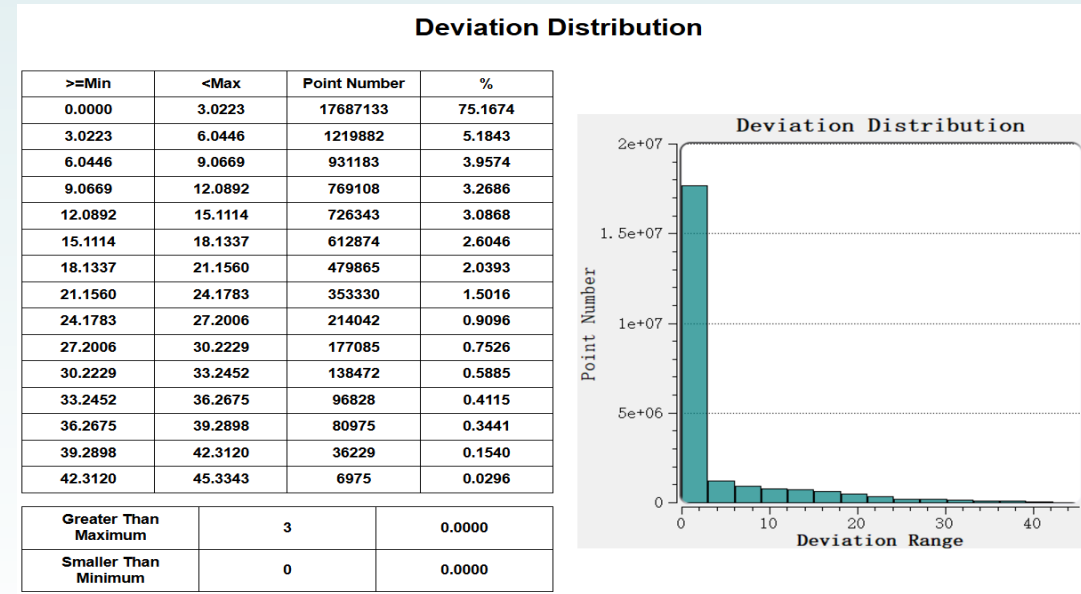 Deviation Distribution
>=Min <Max Point Number %
0.0000 3.0223 17687133 75.1674
3.0223 6.0446 1219882 5.1843
6.0446 9.0669 931183 3.9574
9.0669 12.0892 769108 3.2686
12.0892 15.1114 726343 3.0868
15.1114 18.1337 612874 2.6046
18.1337 21.1560 479865 2.0393
21.1560 24.1783 353330 1.5016
24.1783 27.2006 214042 0.9096
27.2006 30.2229 177085 0.7526
30.2229 33.2452 138472 0.5885
33.2452 36.2675 96828 0.4115
36.2675 39.2898 80975 0.3441
39.2898 42.3120 36229 0.1540
42.3120 45.3343 6975 0.0296
Greater Than
Maximum 3 0.0000
Smaller Than
Minimum 0 0.0000
Deviation Distribution
2e+07
1.5e+07
1e+07
5e+06
0
Point Number
0 10 20 30 40
Deviation Range